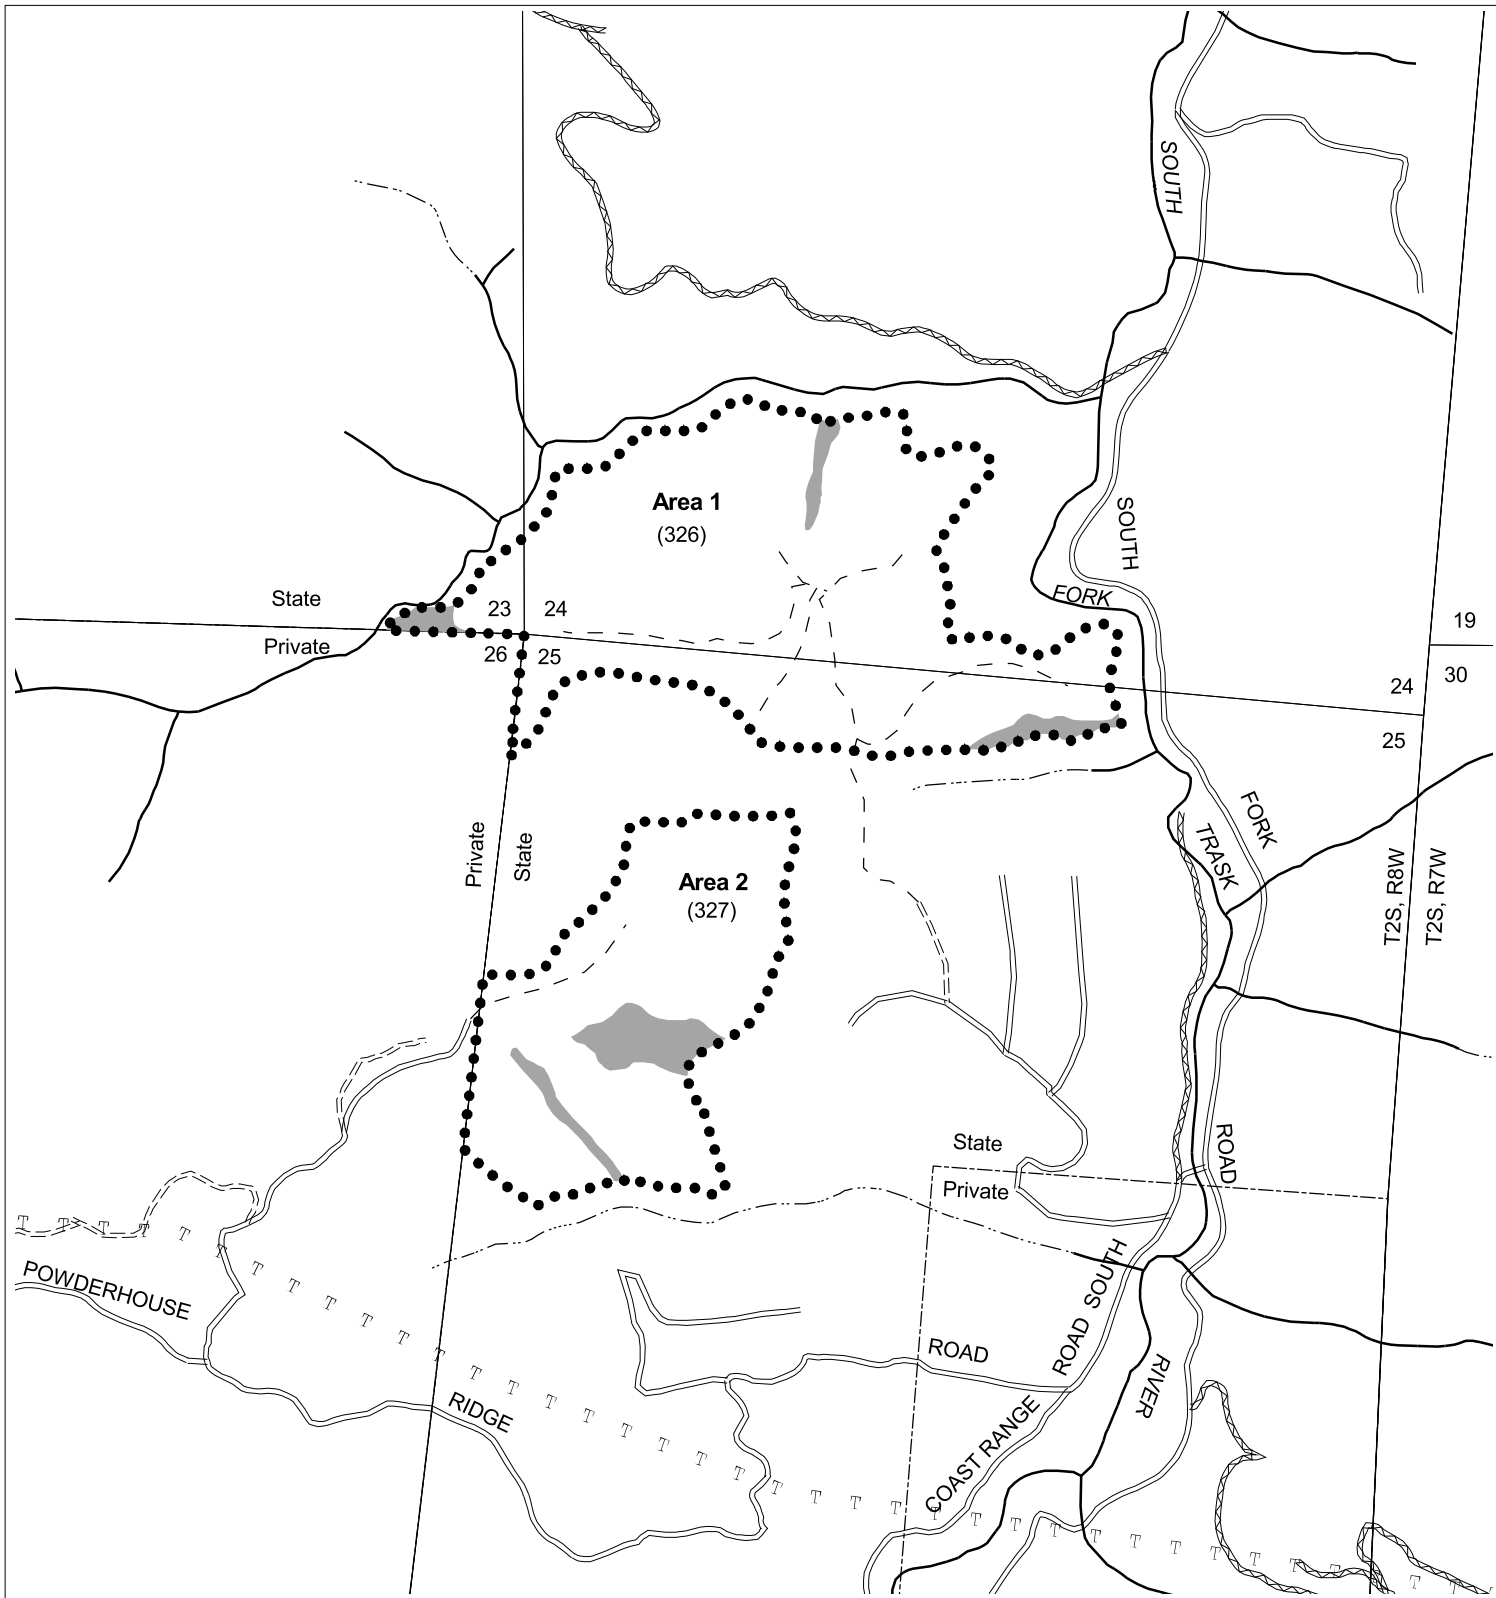 SOUTH
Area 1
(326)
SOUTH
FORK
State
Private
23
24
26
25
19
30
24
25
Private
State
FORK
TRASK
T2S, R8W
T2S, R7W
Area 2
(327)
ROAD
State
Private
POWDERHOUSE
RIDGE
ROAD
ROAD SOUTH
COAST RANGE
RIVER
T T T T T T T T T T T T T T T T T T T T T T T T T T T T T T T T T T T T T